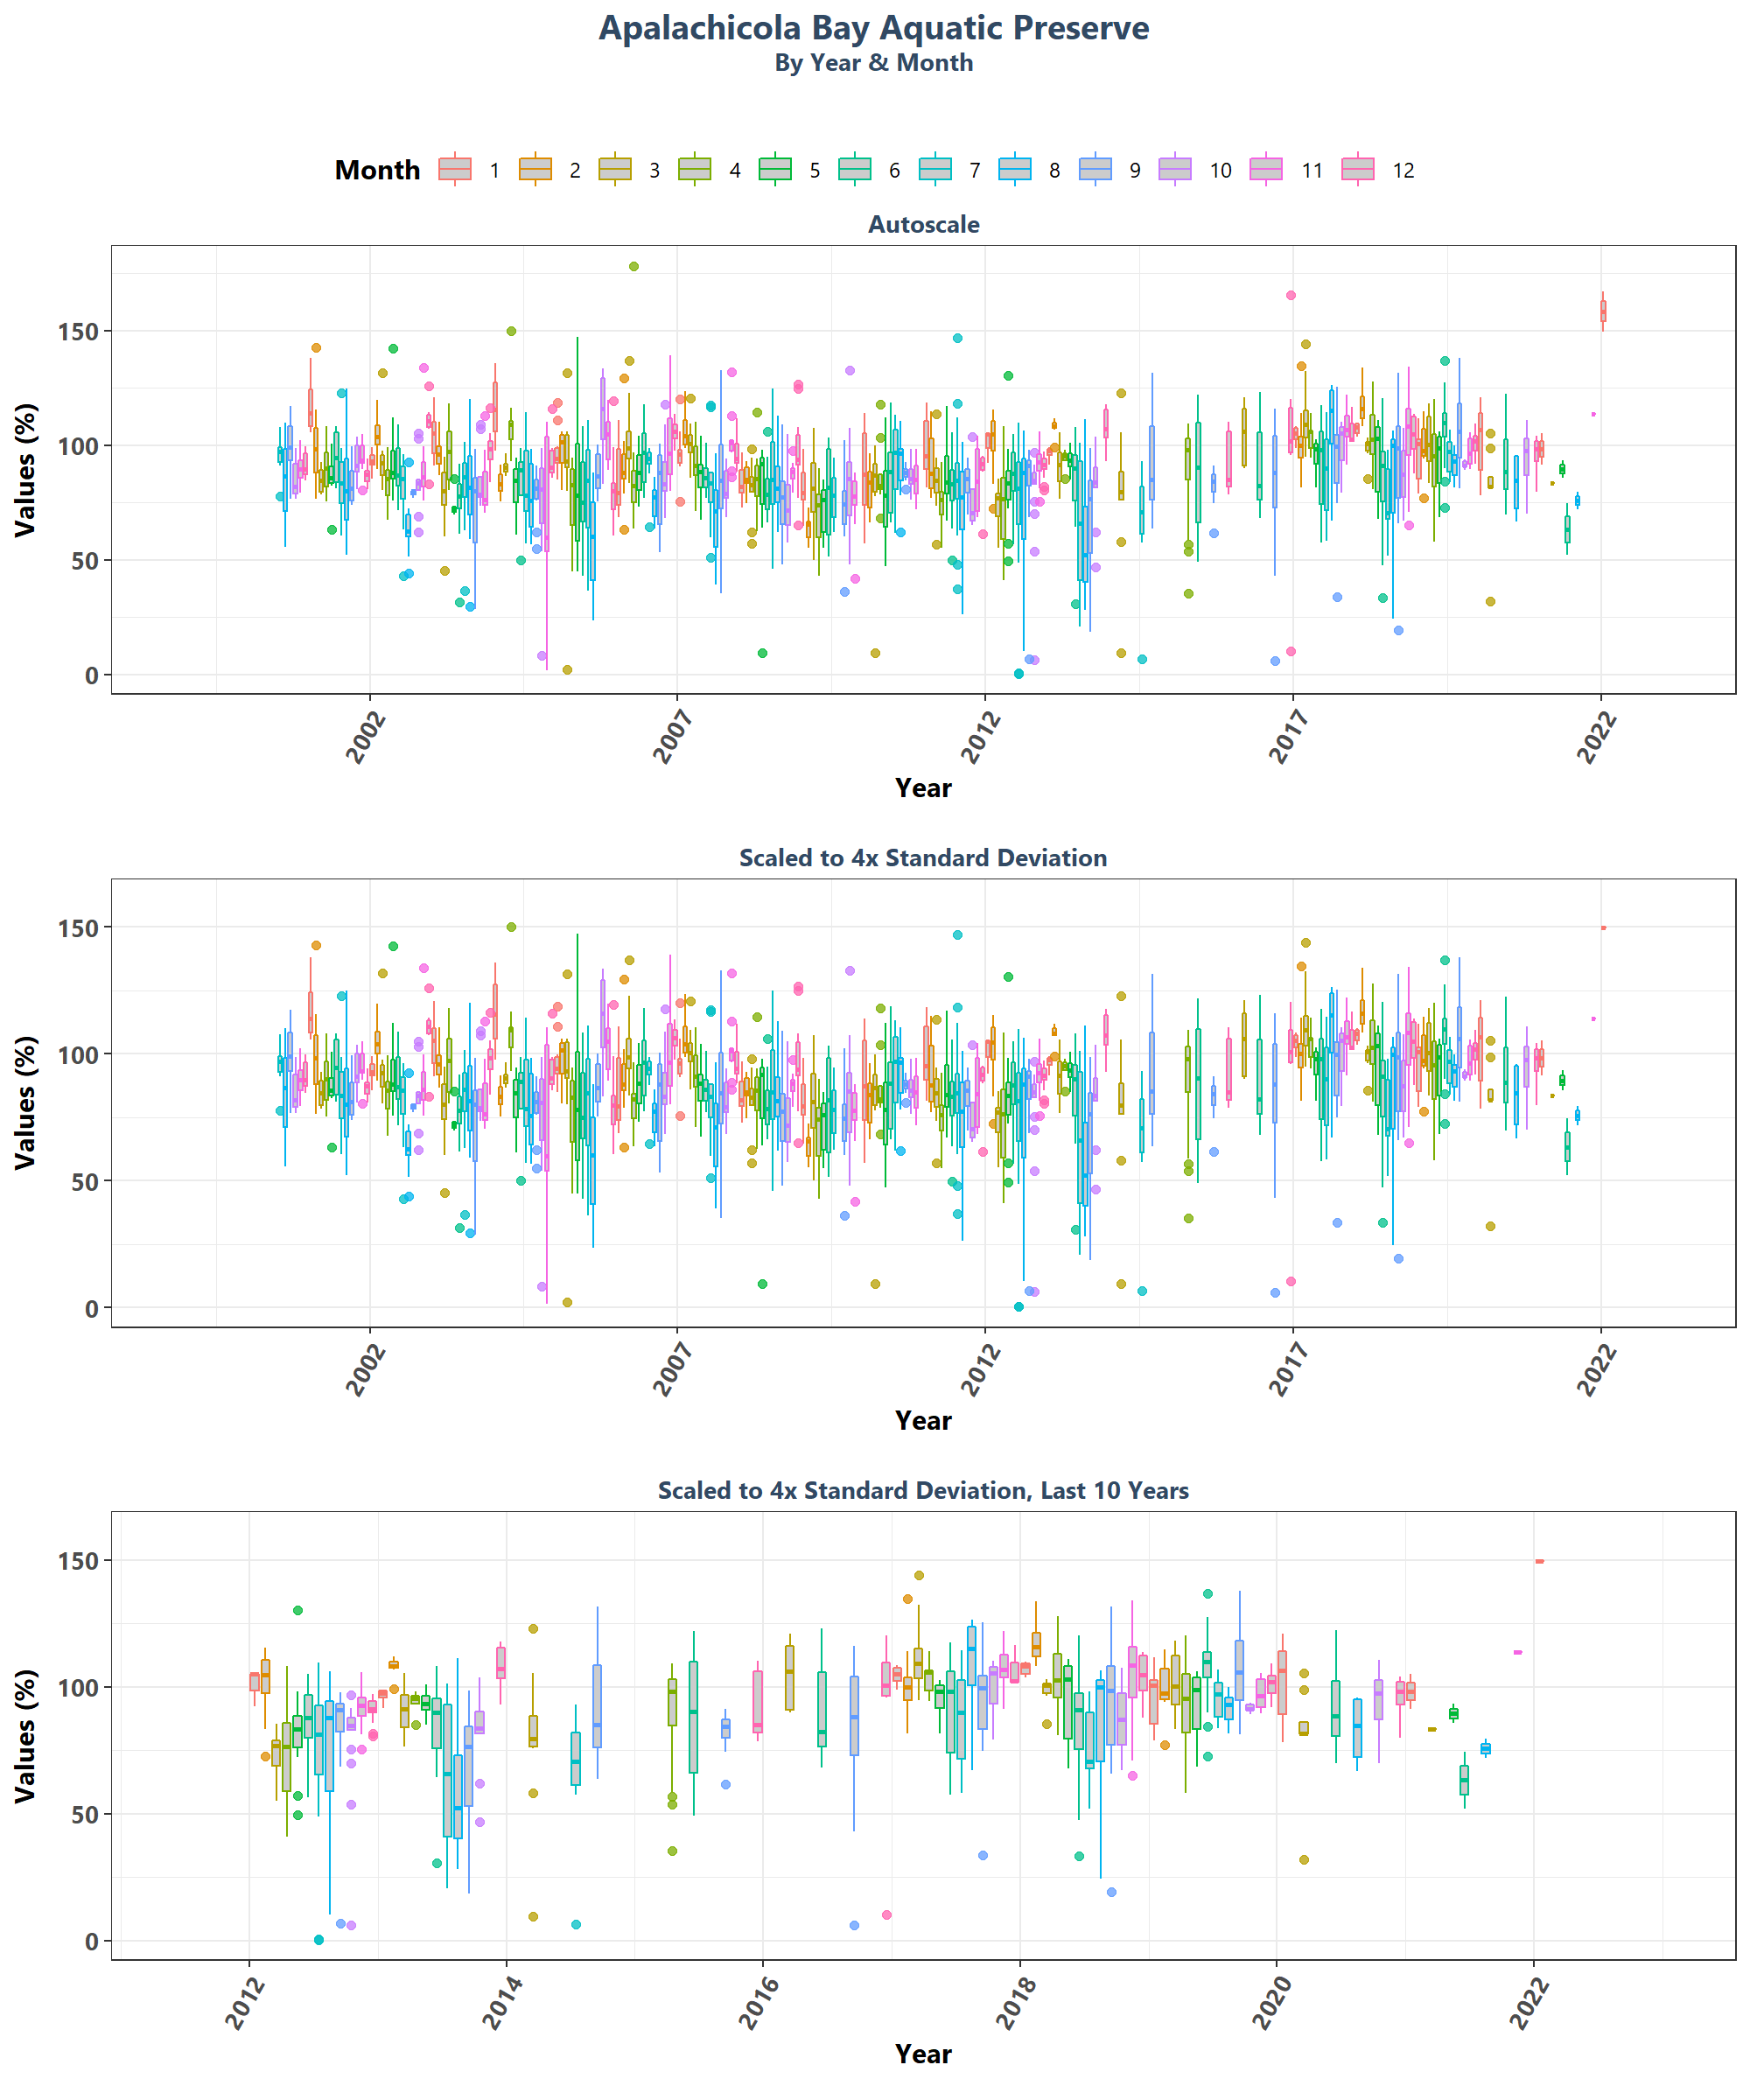 Apalachicola Bay Aquatic Preserve
By Year & Month
Month 1 2 3 4 5 6 7 8 9 10 11 12
Autoscale
Values (%)
150
100
50
0
2002 2007 2012 2017 2022
Year
Scaled to 4x Standard Deviation
Values (%)
150
100
50
0
2002 2007 2012 2017 2022
Year
Scaled to 4x Standard Deviation, Last 10 Years
Values (%)
150
100
50
0
2012 2014 2016 2018 2020 2022
Year